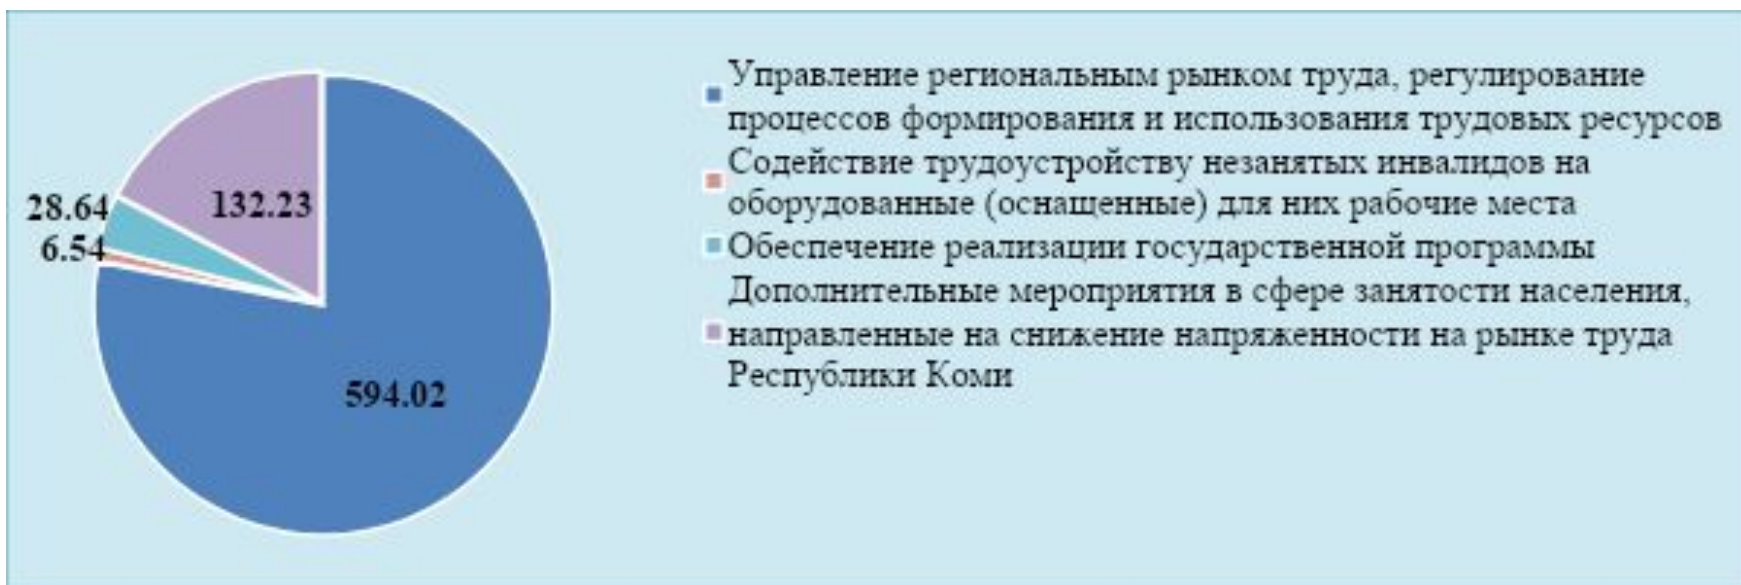 132.23
28.64
6.54
594.02
Управление региональным рынком труда, регулирование
процессов формирования и использования трудовых ресурсов
Содействие трудоустройству незанятых инвалидов на
оборудованные (оснащенные) для них рабочие места
Обеспечение реализации государственной программы
Дополнительные мероприятия в сфере занятости населения,
направленные на снижение напряженности на рынке труда
Республики Коми